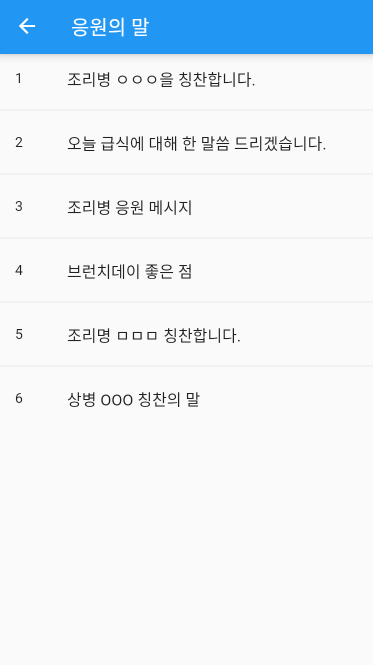 응원의 말
1 조리병 ㅇㅇㅇ을 칭찬합니다.
2 오늘 급식에 대해 한 말씀 드리겠습니다.
3 조리병 응원 메시지
4 브런치데이 좋은 점
5 조리명 ㅁㅁㅁ 칭찬합니다.
6 상병 OOO 칭찬의 말